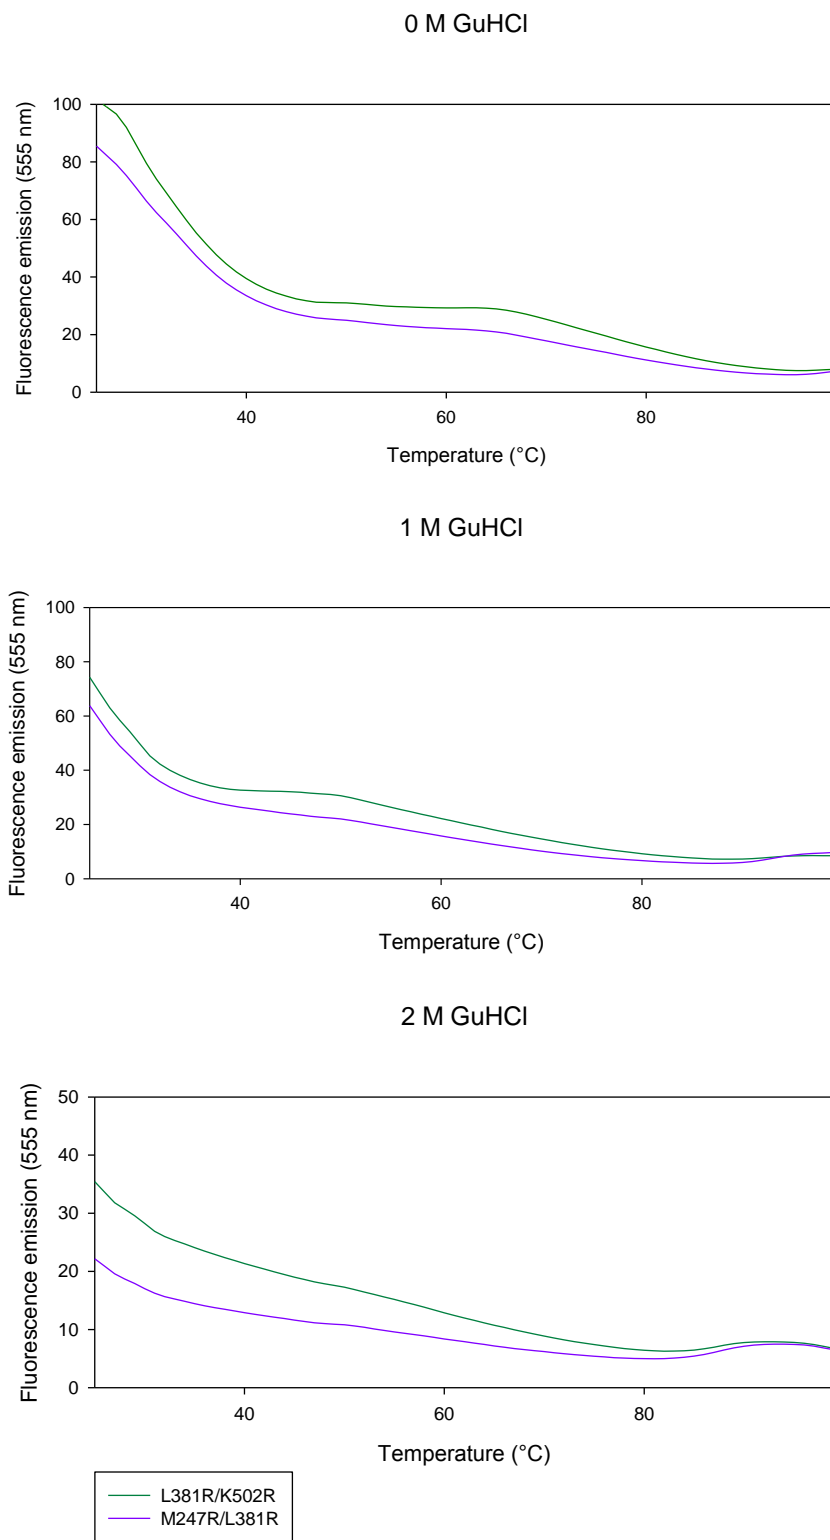 0 M GuHCl
Fluorescence emission (555 nm)
100
80
60
40
20
0
40 60 80
Temperature (°C)
1 M GuHCl
Fluorescence emission (555 nm)
100
80
60
40
20
0
40 60 80
Temperature (°C)
2 M GuHCl
Fluorescence emission (555 nm)
50
40
30
20
10
0
40 60 80
Temperature (°C)
L381R/K502R
M247R/L381R